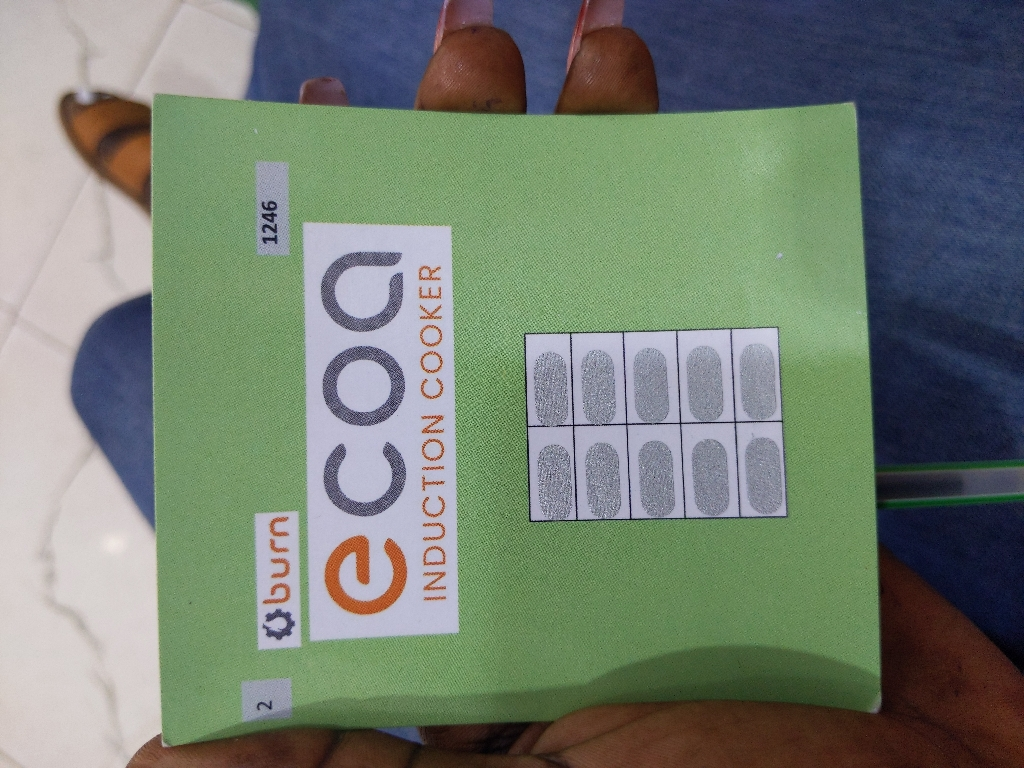 2
burn
1246
ecoa
INDUCTION COOKER